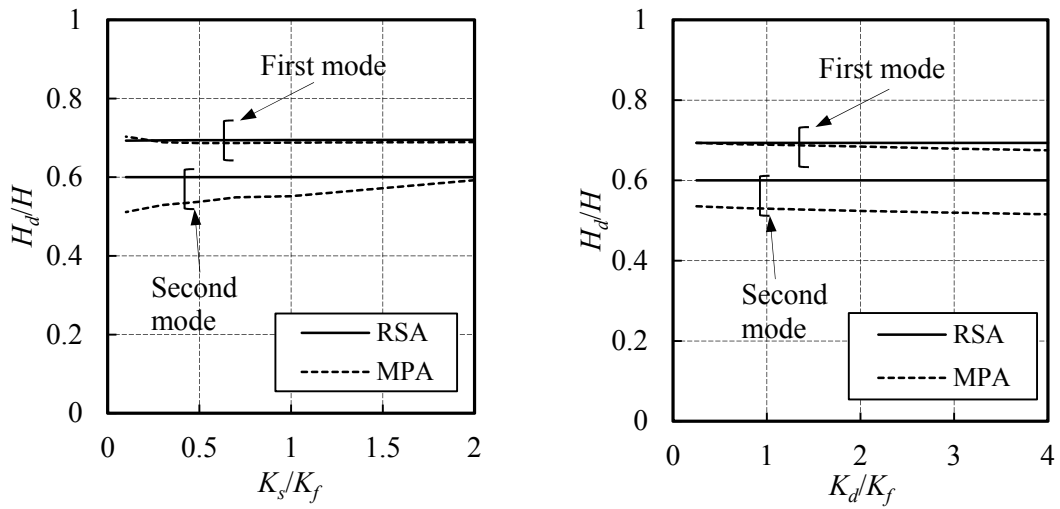 1
0.8
0.6
0.4
0.2
0
H_d/H
First mode
Second
mode
RSA
MPA
0
0.5
1
1.5
2
K_s/K_f
1
0.8
0.6
0.4
0.2
0
H_d/H
First mode
Second
mode
RSA
MPA
0
1
2
3
4
K_d/K_f